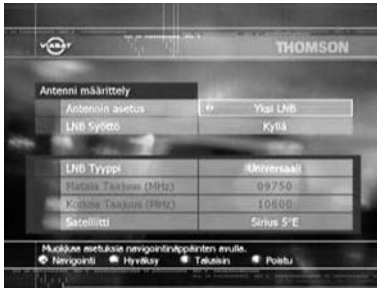 VIASAT
THOMSON
Antenni määrittely
Antennin asetus Yksi LNB
LNB Syöttö Kyllä
LNB Tyyppi Universaali
Matala Taajuus (MHz) 09750
Korkea Taajuus (MHz) 10600
Satelliitti Sirius 5°E
Muokkaa asetuksia navigointinäppäinten avulla.
Navigointi Hyväksy Takaisin Poistu